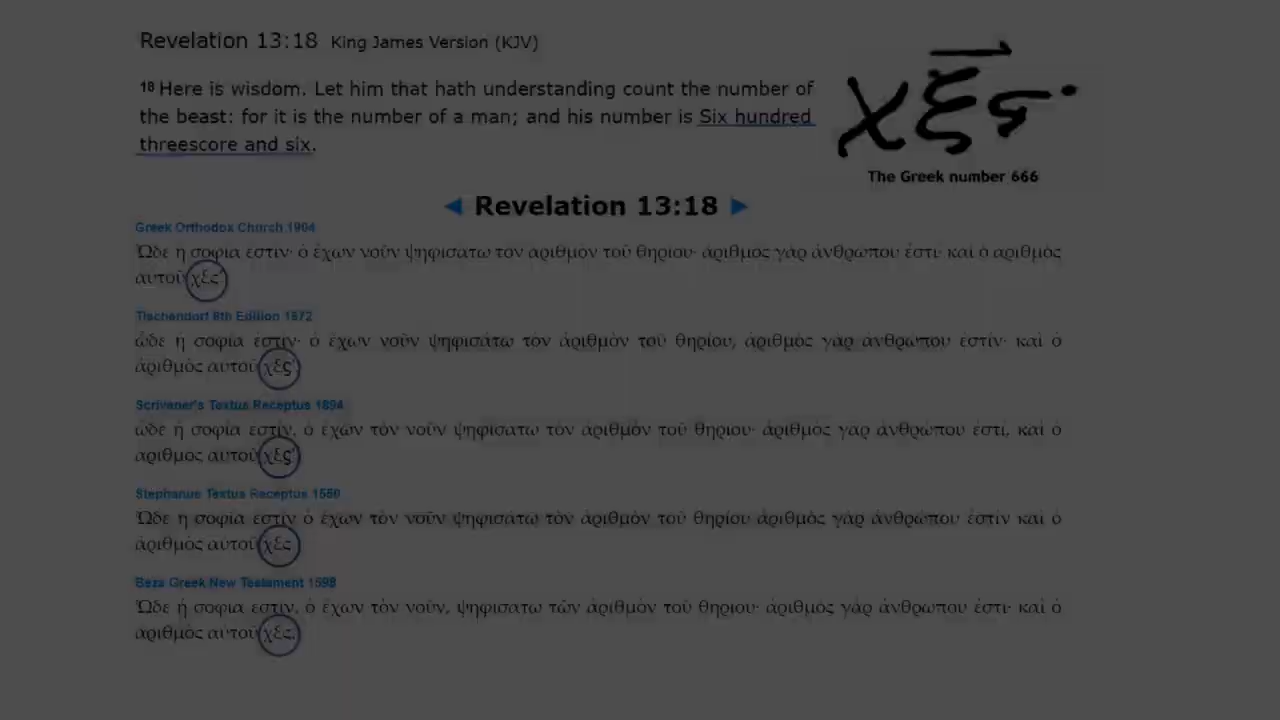 Revelation 13:18 King James Version (KJV)
18 Here is wisdom. Let him that hath understanding count the number of
the beast: for it is the number of a man; and his number is Six hundred
threescore and six.
χξς·
The Greek number 666
◄ Revelation 13:18 ►
Greek Orthodox Church 1904
Ὧδε ἡ σοφία ἐστίν· ὁ ἔχων νοῦν ψηφισάτω τὸν ἀριθμὸν τοῦ θηρίου· ἀριθμὸς γὰρ ἀνθρώπου ἐστί· καὶ ὁ ἀριθμὸς
αὐτοῦ χξς΄.
Tischendorf 8th Edition 1872
ὧδε ἡ σοφία ἐστίν· ὁ ἔχων νοῦν ψηφισάτω τὸν ἀριθμὸν τοῦ θηρίου, ἀριθμὸς γὰρ ἀνθρώπου ἐστίν· καὶ ὁ
ἀριθμὸς αὐτοῦ χξς΄.
Scrivener's Textus Receptus 1894
ὧδε ἡ σοφία ἐστίν. ὁ ἔχων τὸν νοῦν ψηφισάτω τὸν ἀριθμὸν τοῦ θηρίου· ἀριθμὸς γὰρ ἀνθρώπου ἐστί, καὶ ὁ
ἀριθμὸς αὐτοῦ χξς΄.
Stephanus Textus Receptus 1550
Ὧδε ἡ σοφία ἐστίν ὁ ἔχων τὸν νοῦν ψηφισάτω τὸν ἀριθμὸν τοῦ θηρίου ἀριθμὸς γὰρ ἀνθρώπου ἐστίν καὶ ὁ
ἀριθμὸς αὐτοῦ χξς
Beza Greek New Testament 1598
Ὧδε ἡ σοφία ἐστίν, ὁ ἔχων τὸν νοῦν, ψηφισάτω τῶν ἀριθμὸν τοῦ θηρίου· ἀριθμὸς γὰρ ἀνθρώπου ἐστί· καὶ ὁ
ἀριθμὸς αὐτοῦ χξς.